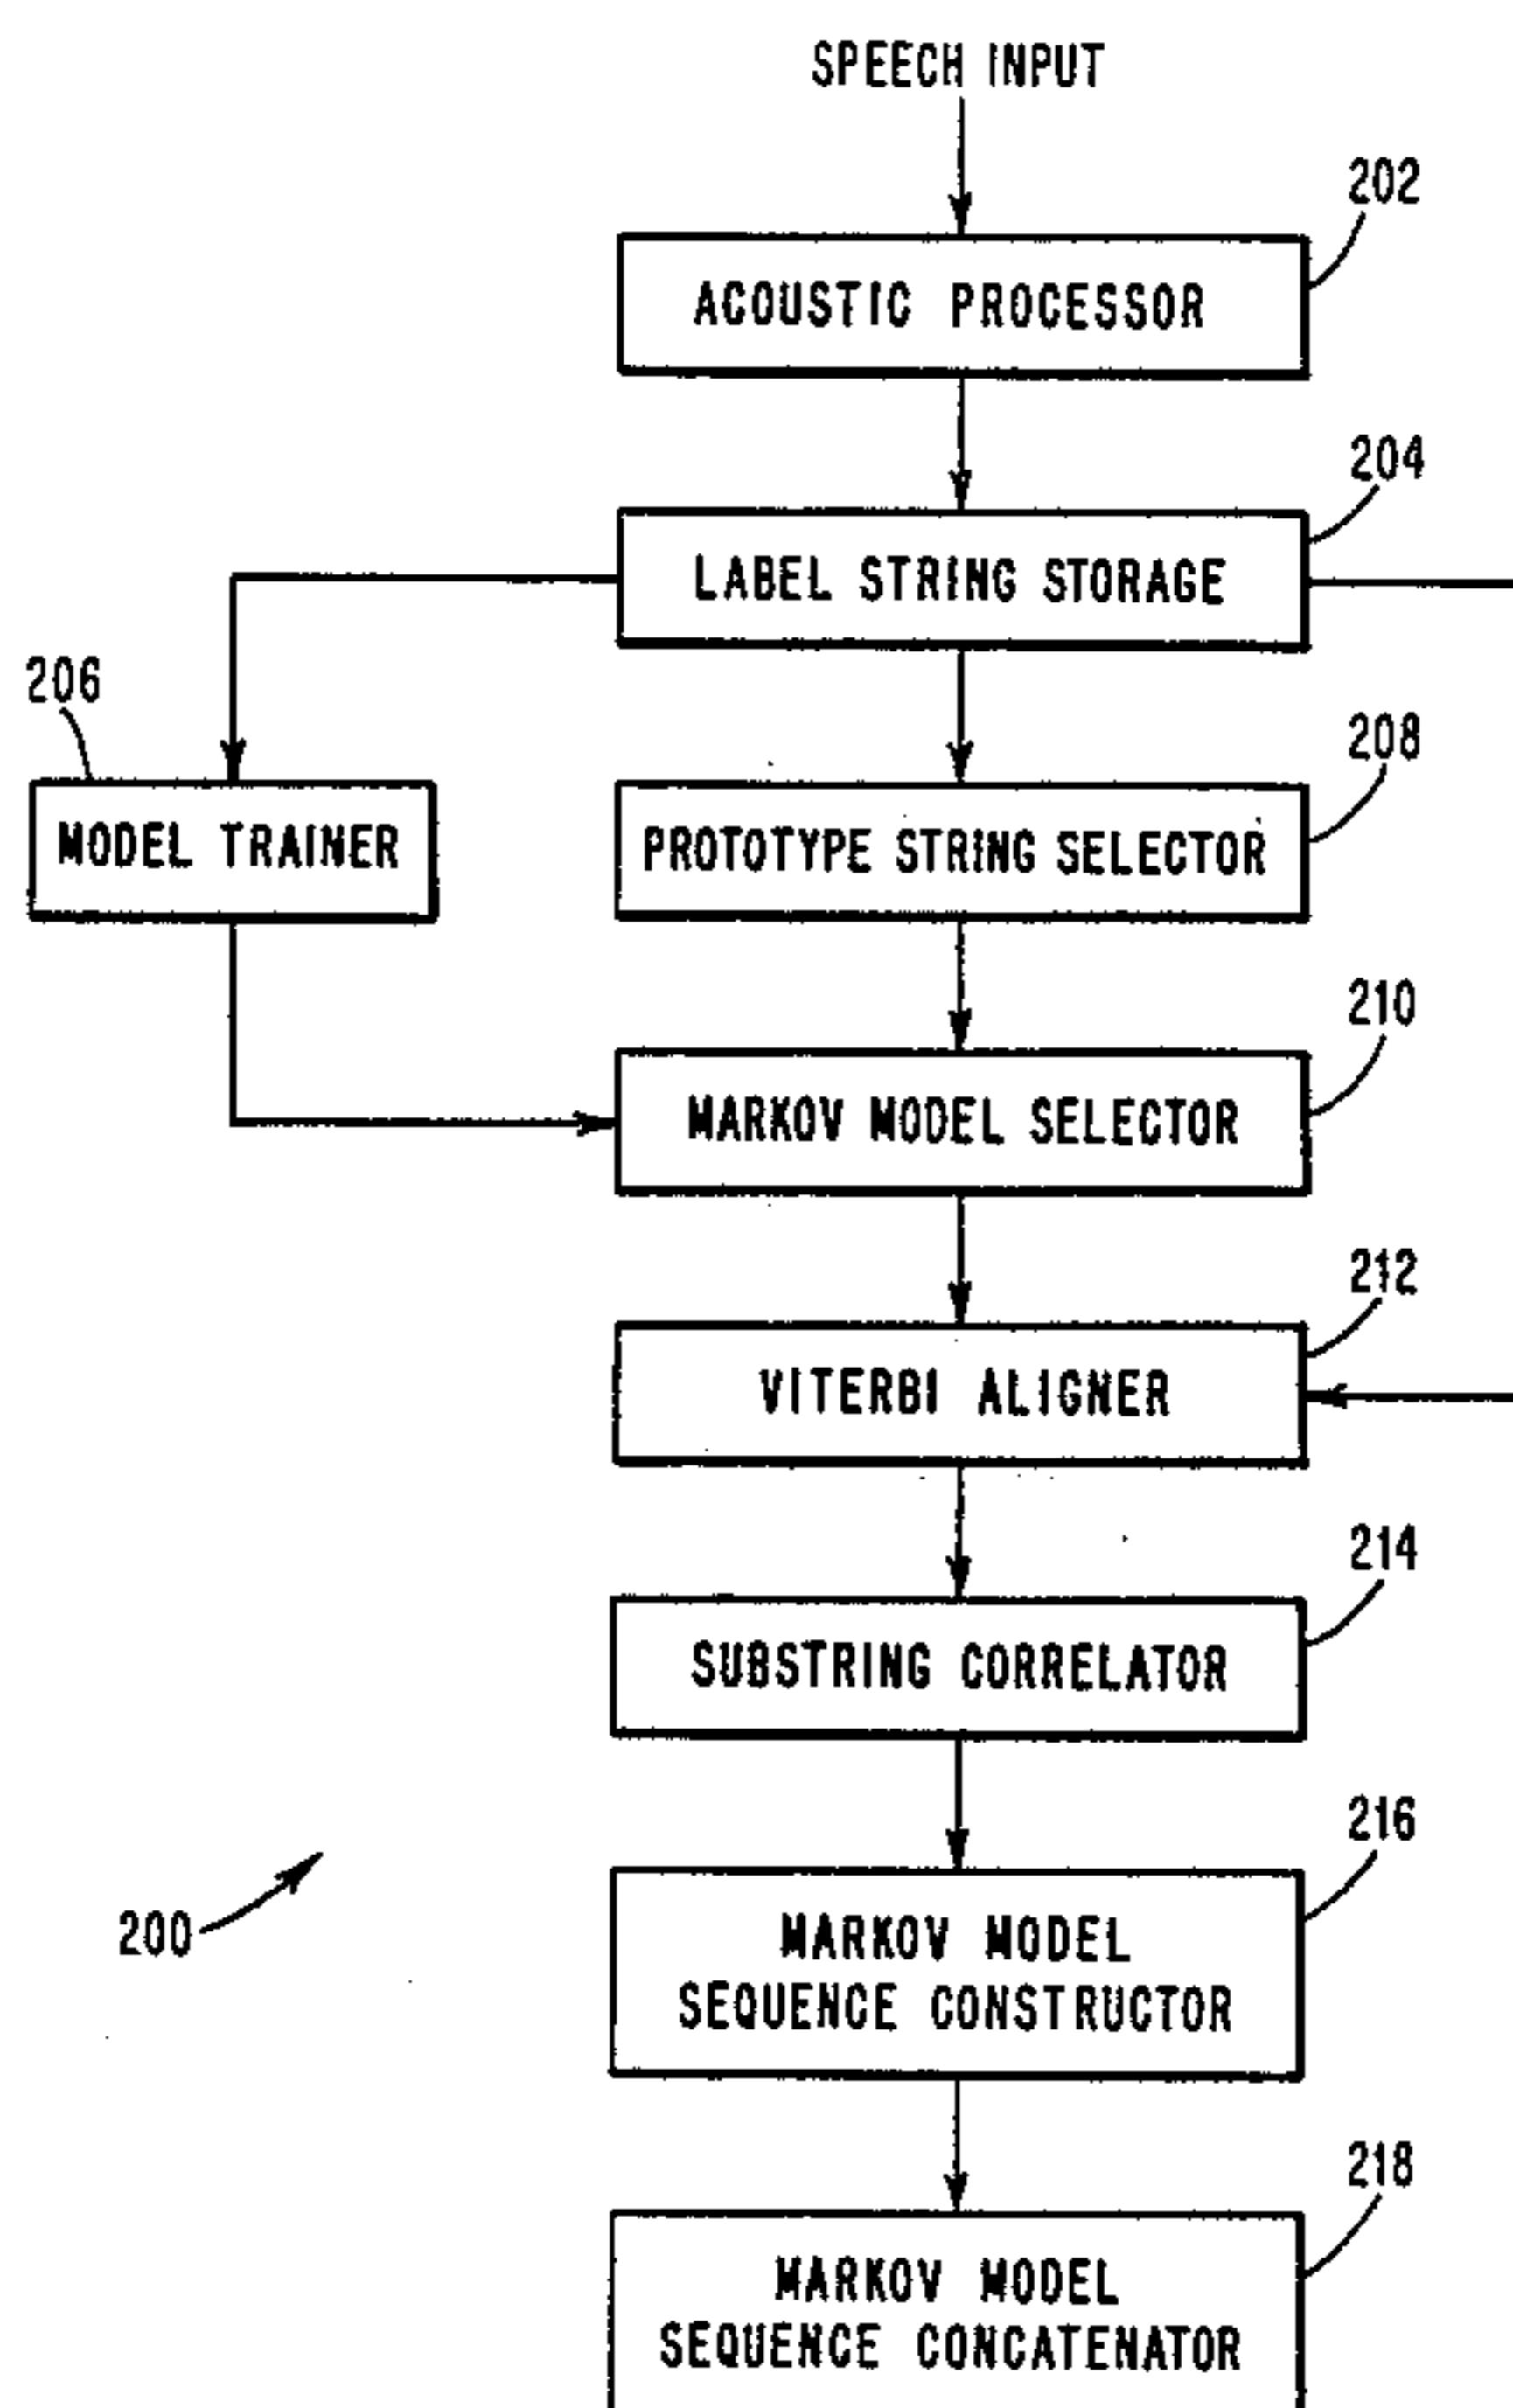 SPEECH INPUT
202
ACOUSTIC PROCESSOR
204
LABEL STRING STORAGE
206
208
MODEL TRAINER
PROTOTYPE STRING SELECTOR
210
MARKOV MODEL SELECTOR
212
VITERBI ALIGNER
214
SUBSTRING CORRELATOR
216
200
MARKOV MODEL
SEQUENCE CONSTRUCTOR
218
MARKOV MODEL
SEQUENCE CONCATENATOR